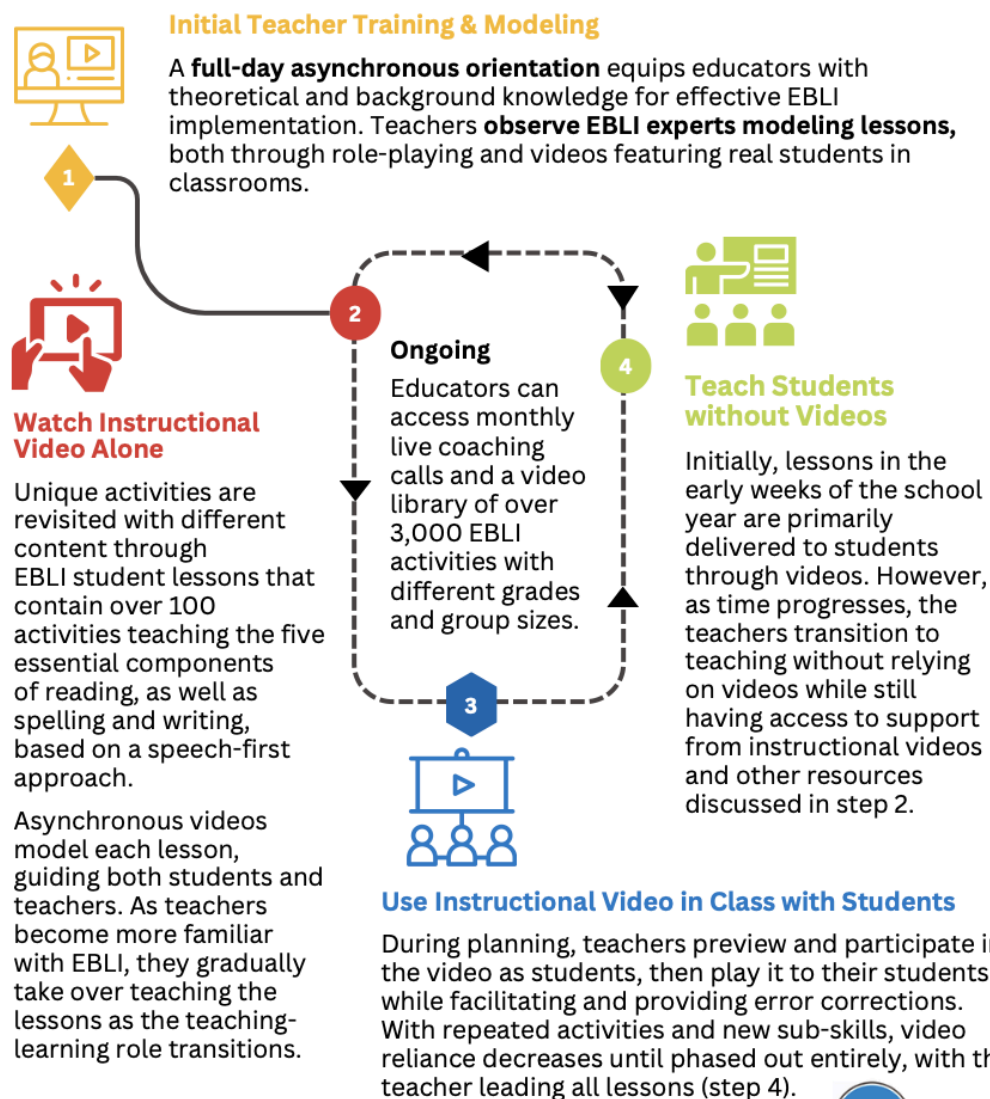 Initial Teacher Training & Modeling
A full-day asynchronous orientation equips educators with
theoretical and background knowledge for effective EBLI
implementation. Teachers observe EBLI experts modeling lessons,
both through role-playing and videos featuring real students in
classrooms.
1
2
Watch Instructional
Video Alone
Unique activities are
revisited with different
content through
EBLI student lessons that
contain over 100
activities teaching the five
essential components
of reading, as well as
spelling and writing,
based on a speech-first
approach.
Asynchronous videos
model each lesson,
guiding both students and
teachers. As teachers
become more familiar
with EBLI, they gradually
take over teaching the
lessons as the teaching-
learning role transitions.
Ongoing
Educators can
access monthly
live coaching
calls and a video
library of over
3,000 EBLI
activities with
different grades
and group sizes.
3
Use Instructional Video in Class with Students
During planning, teachers preview and participate in
the video as students, then play it to their students
while facilitating and providing error corrections.
With repeated activities and new sub-skills, video
reliance decreases until phased out entirely, with th
teacher leading all lessons (step 4).
4
Teach Students
without Videos
Initially, lessons in the
early weeks of the school
year are primarily
delivered to students
through videos. However,
as time progresses, the
teachers transition to
teaching without relying
on videos while still
having access to support
from instructional videos
and other resources
discussed in step 2.